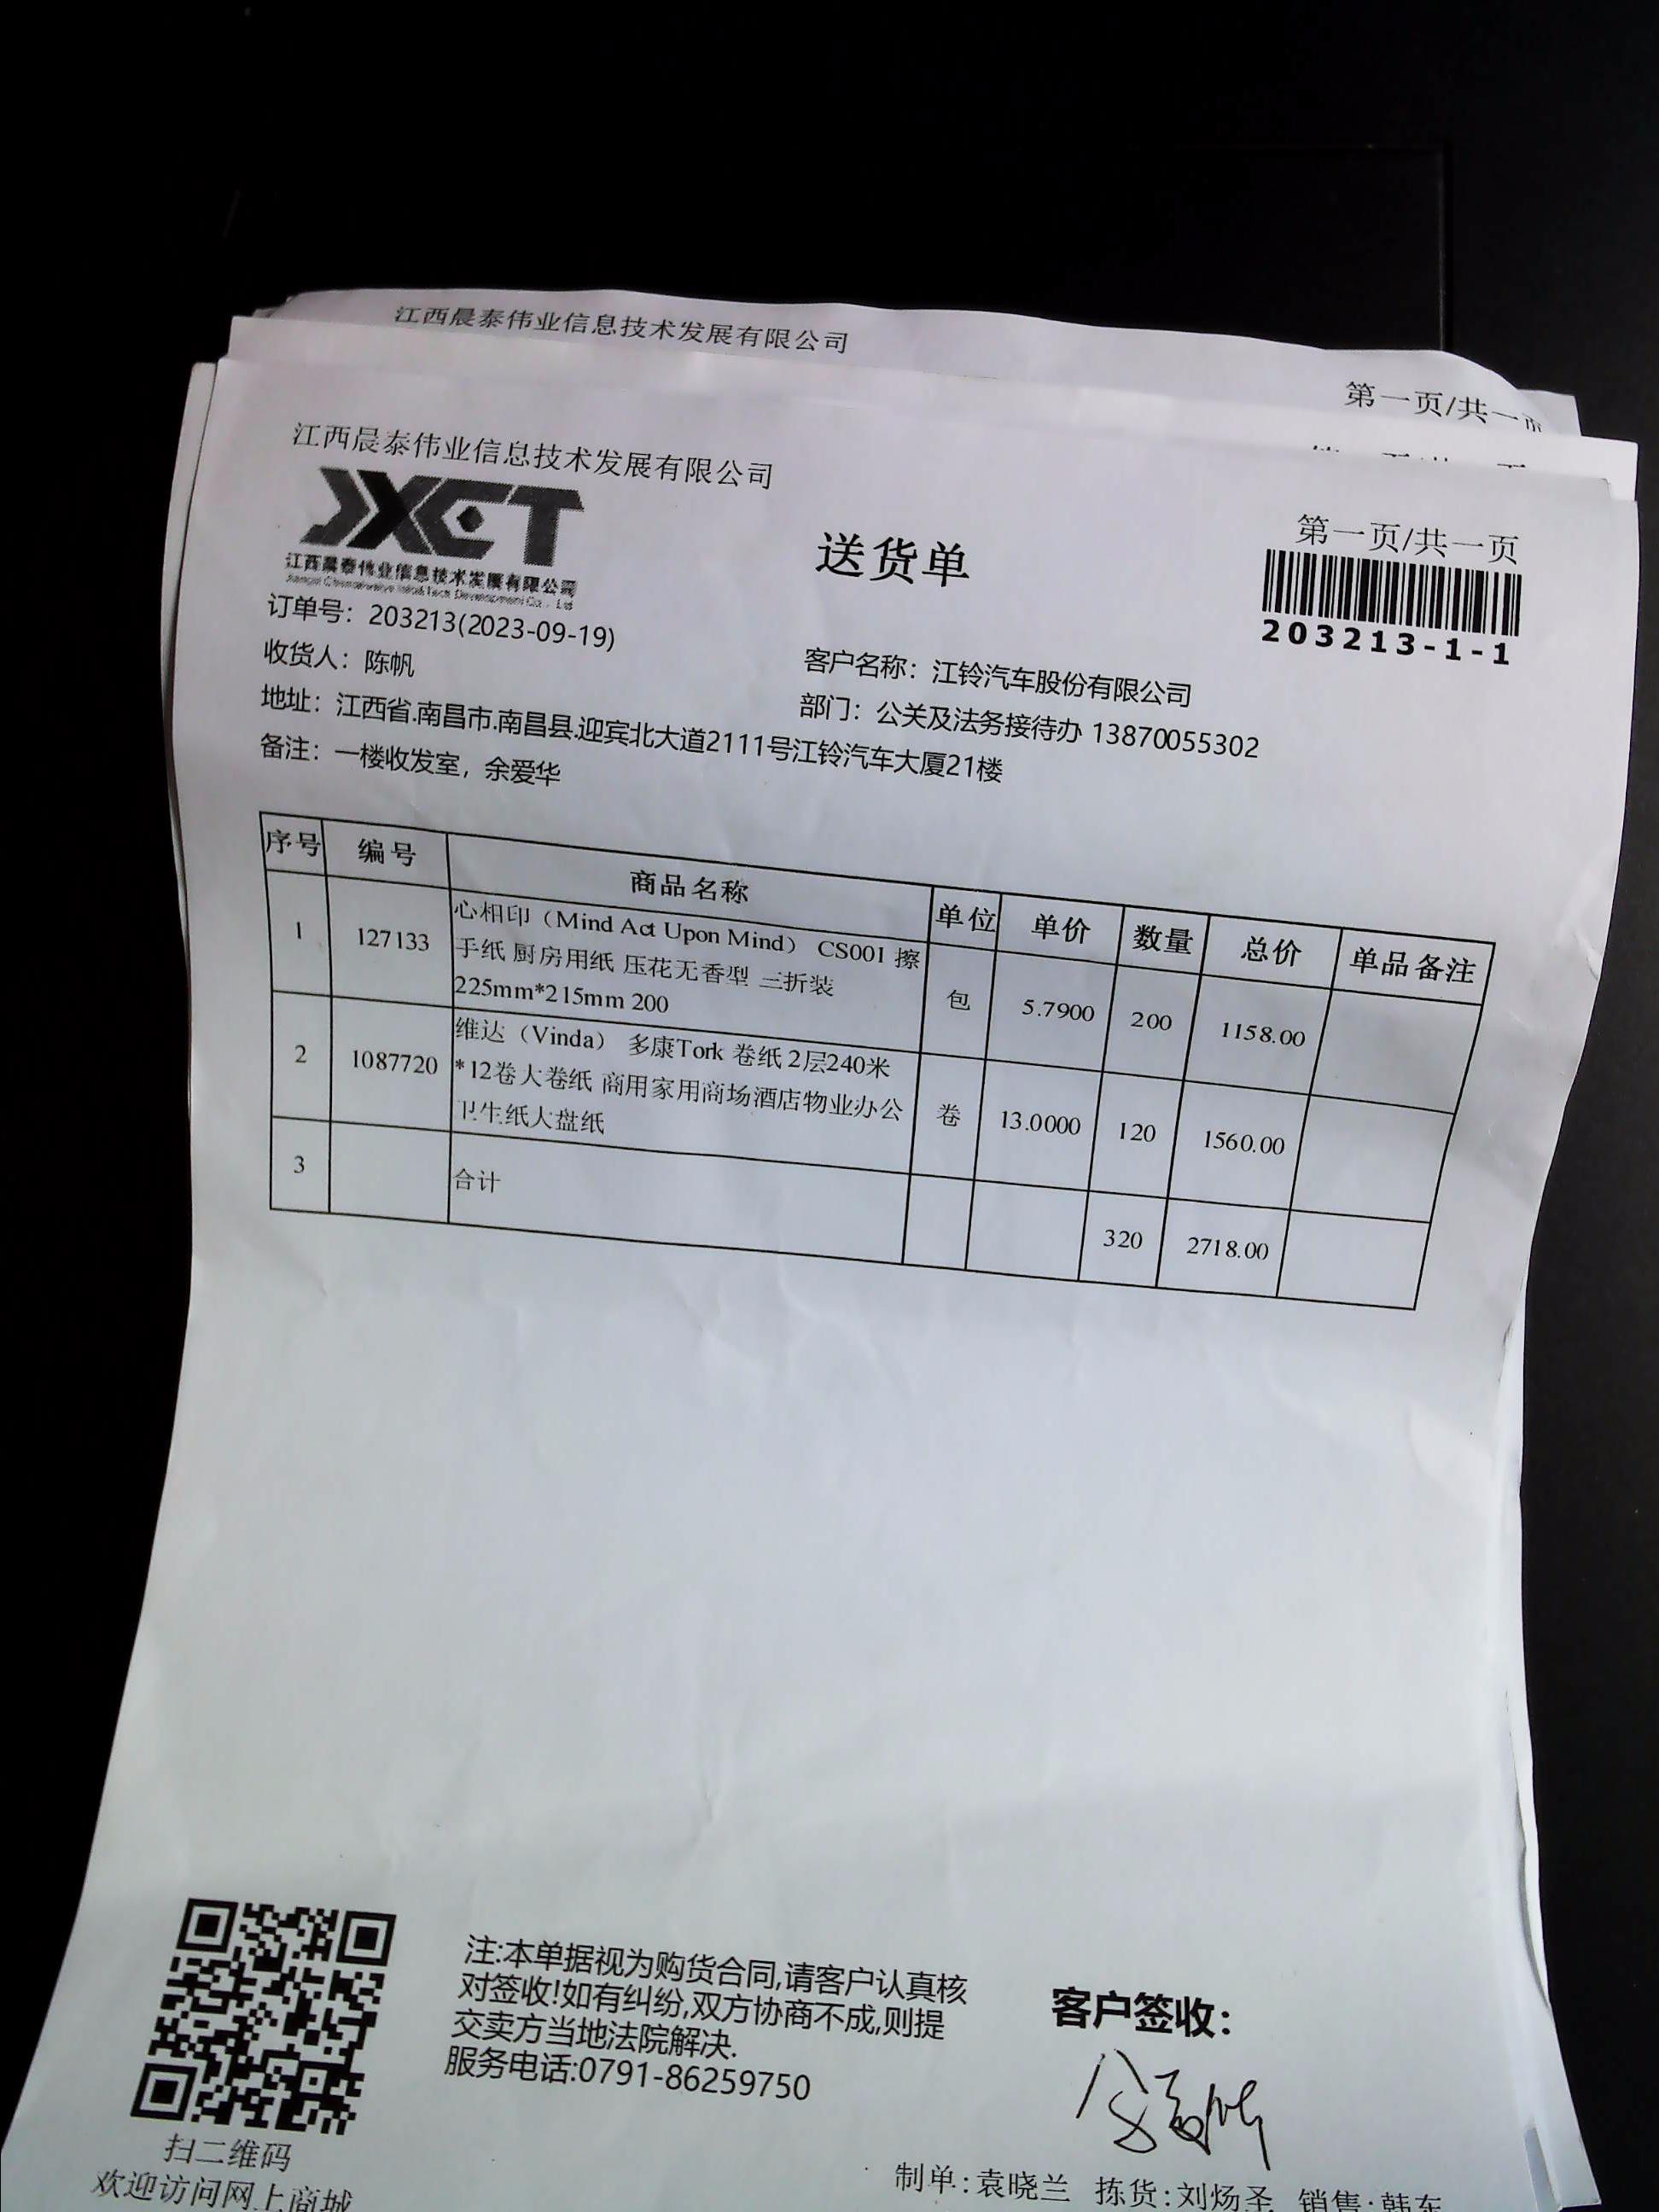 江西晨泰伟业信息技术发展有限公司
第一页/共一
江西晨泰伟业信息技术发展有限公司
JXCT
江西晨泰伟业信息技术发展有限公司
送货单
第一页/共一页
203213-1-1
订单号：203213(2023-09-19)
收货人：陈帆
客户名称：江铃汽车股份有限公司
地址：江西省.南昌市.南昌县.迎宾北大道2111号江铃汽车大厦21楼
部门：公关及法务接待办 13870055302
备注：一楼收发室，余爱华
序号 编号 商品名称 单位 单价 数量 总价 单品备注
1 127133 心相印（Mind Act Upon Mind） CS001 擦
手纸 厨房用纸 压花无香型 三折装
225mm*215mm 200 包 5.7900 200 1158.00
2 1087720 维达（Vinda） 多康Tork 卷纸 2层240米
*12卷大卷纸 商用家用商场酒店物业办公
卫生纸大盘纸 卷 13.0000 120 1560.00
3 合计 320 2718.00
注:本单据视为购货合同,请客户认真核
对签收!如有纠纷,双方协商不成,则提
交卖方当地法院解决.
服务电话:0791-86259750
客户签收：
扫二维码
欢迎访问网上商城
制单:袁晓兰 拣货:刘炀圣 销售:韩东